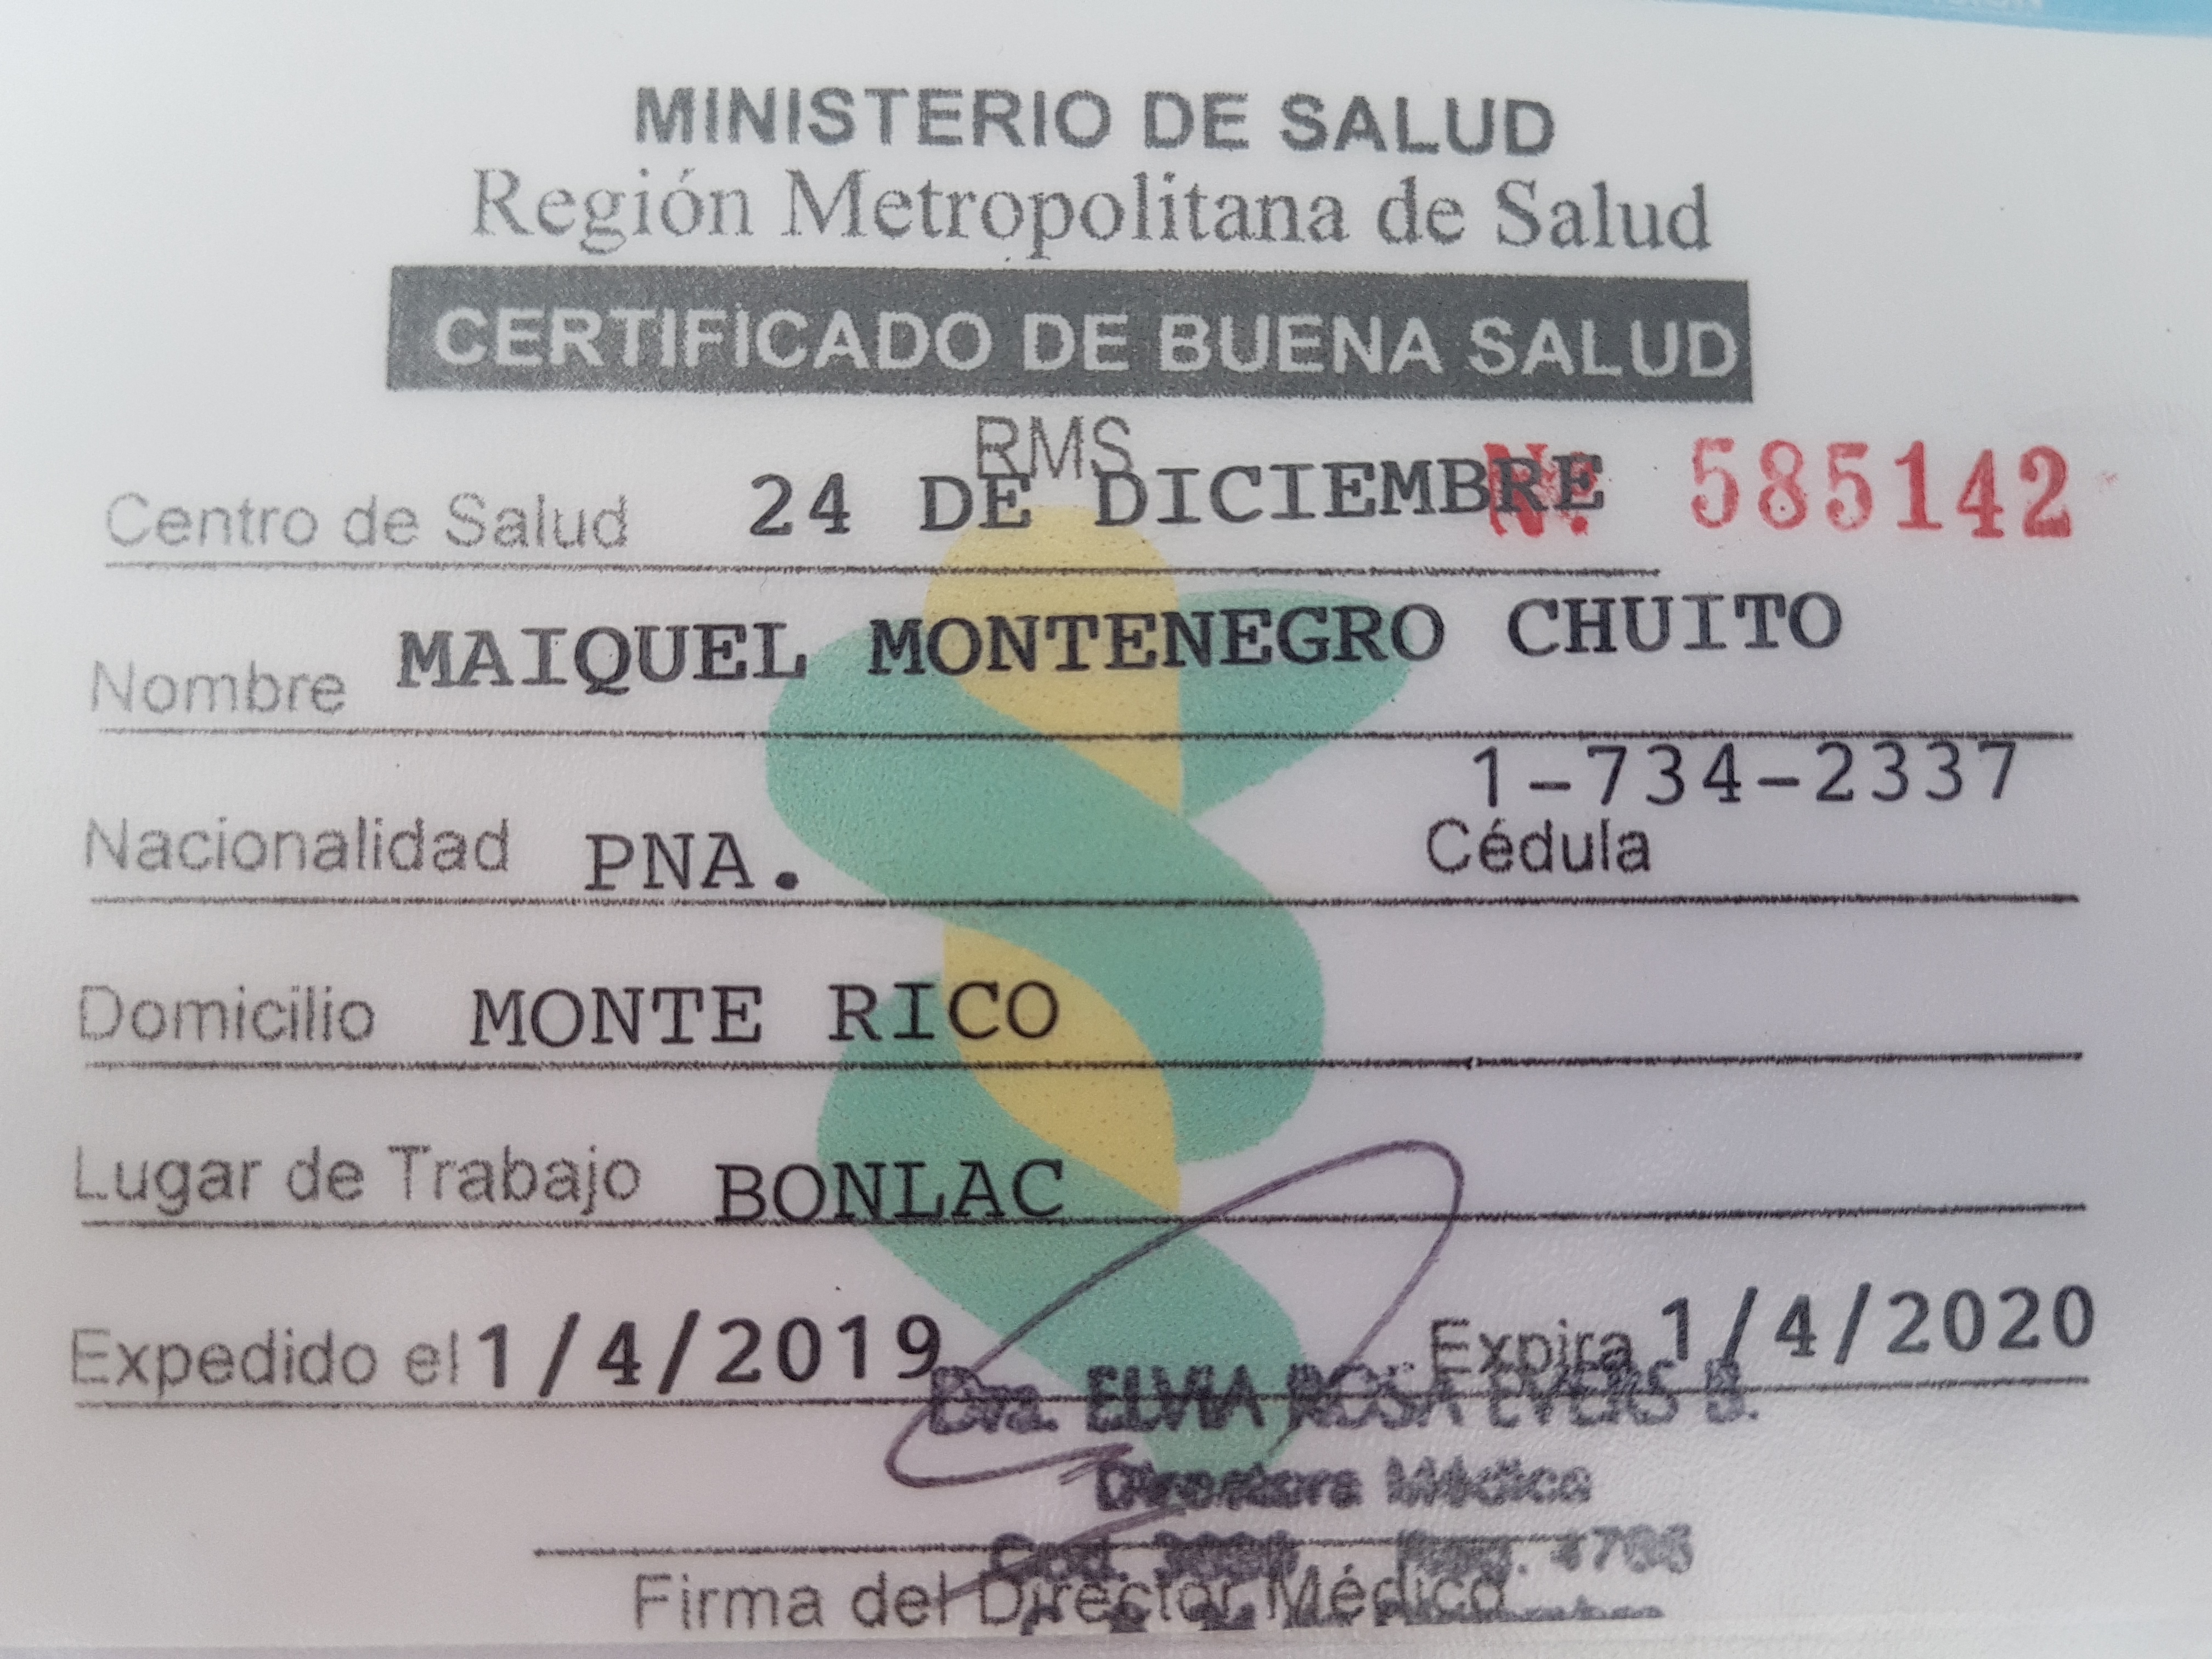 MINISTERIO DE SALUD
Región Metropolitana de Salud
CERTIFICADO DE BUENA SALUD
RMS
Centro de Salud 24 DE DICIEMBRE Nº 585142
Nombre MAIQUEL MONTENEGRO CHUITO
1-734-2337
Nacionalidad PNA. Cédula
Domicilio MONTE RICO
Lugar de Trabajo BONLAC
Expedido el 1/4/2019 Expira 1/4/2020
Dra. ELVIA ROSA EVERS B.
Directora Médica
Cod. Reg.
Firma del Director Médico